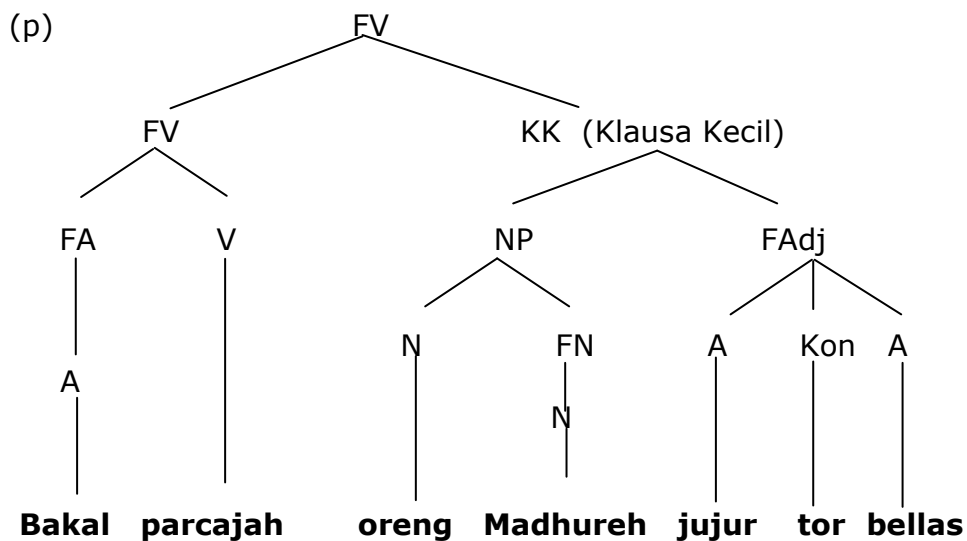 (p) FV
FV KK (Klausa Kecil)
FA V NP FAdj
N FN A Kon A
A
N
Bakal parcajah oreng Madhureh jujur tor bellas